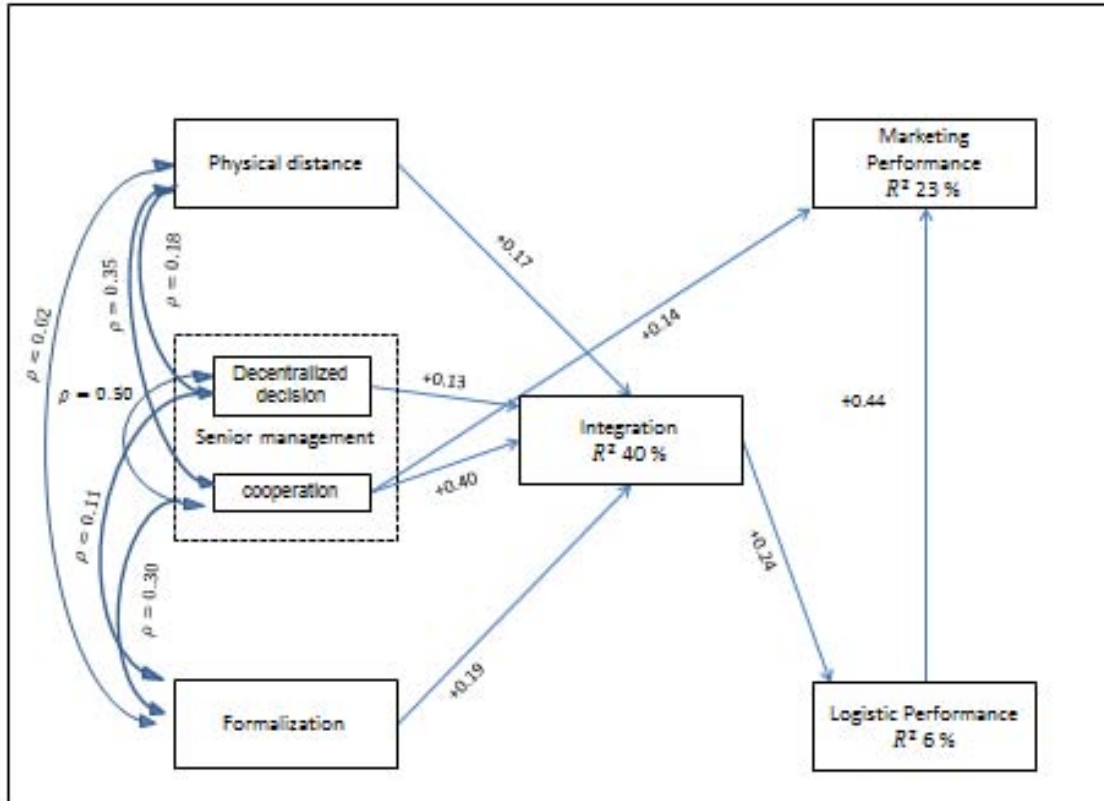 Physical distance
Marketing
Performance
R² 23 %
+0.17
ρ = 0.18
ρ = 0.35
ρ = 0.02
+0.14
Decentralized
decision
+0.13
ρ = 0.50
+0.44
Senior management
Integration
R² 40 %
cooperation
+0.40
ρ = 0.11
ρ = 0.30
+0.24
+0.19
Formalization
Logistic Performance
R² 6 %